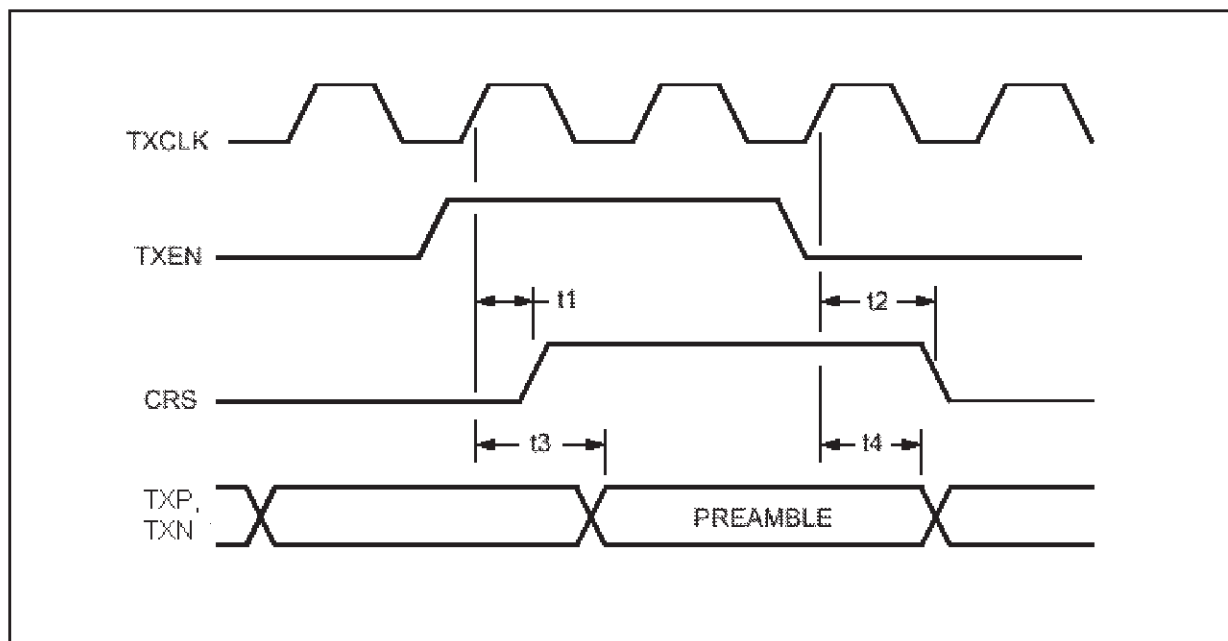 TXCLK
TXEN
t1
t2
CRS
t3
t4
TXP,
TXN
PREAMBLE